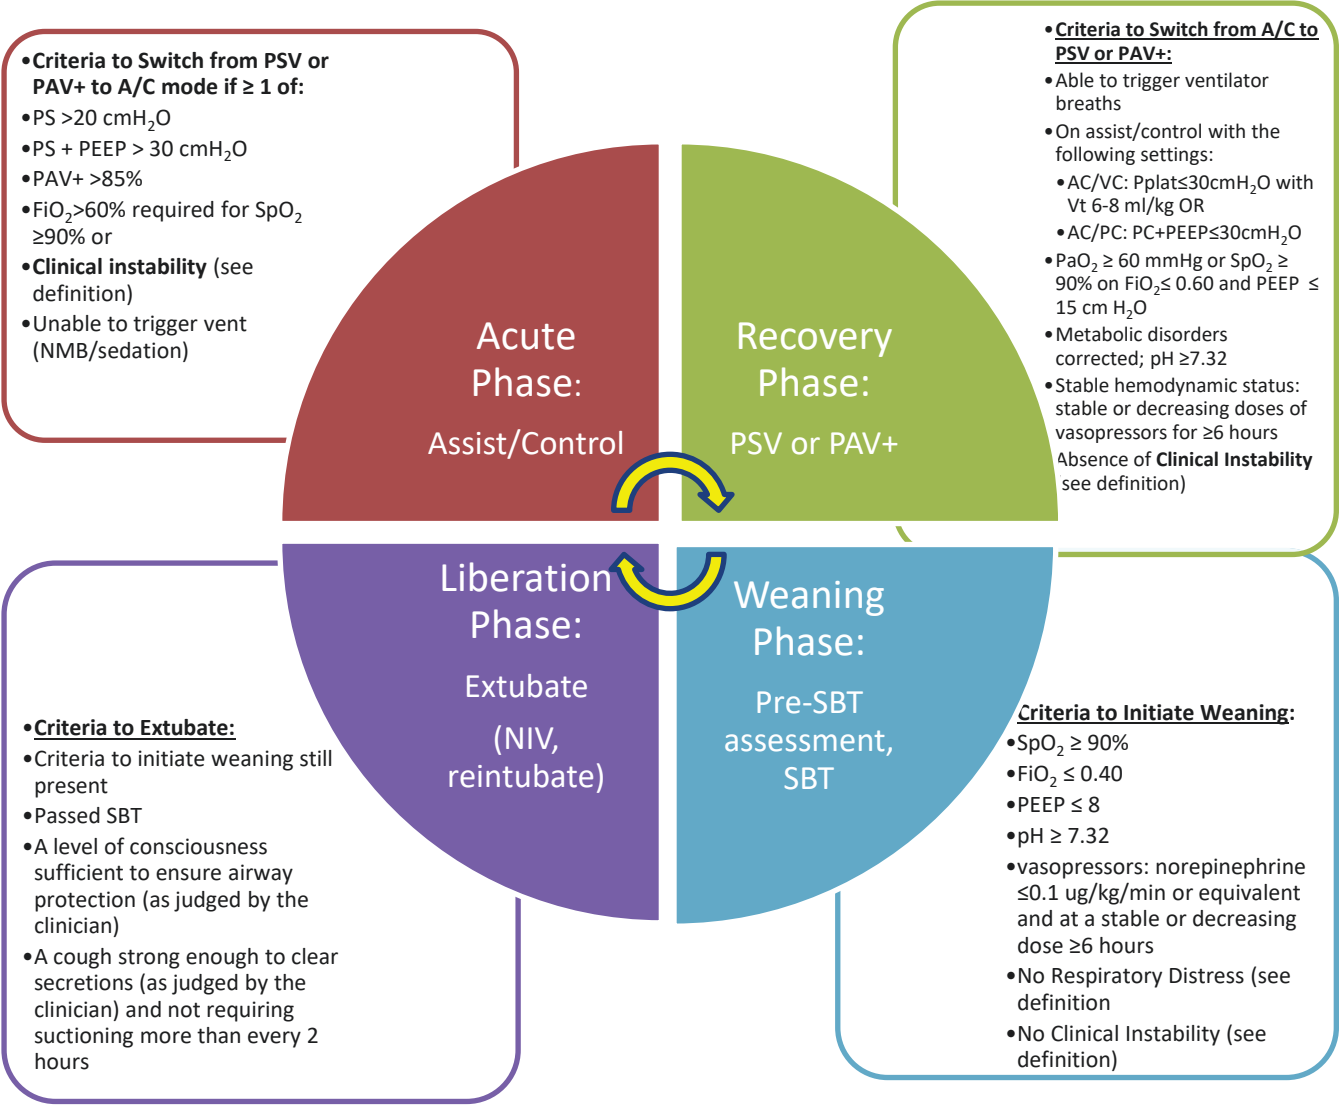 •Criteria to Switch from PSV or
PAV+ to A/C mode if ≥ 1 of:
•PS >20 cmH₂O
•PS + PEEP > 30 cmH₂O
•PAV+ >85%
•FiO₂>60% required for SpO₂
≥90% or
•Clinical instability (see
definition)
•Unable to trigger vent
(NMB/sedation)
Acute
Phase:
Assist/Control
•Criteria to Switch from A/C to
PSV or PAV+:
•Able to trigger ventilator
breaths
•On assist/control with the
following settings:
•AC/VC: Pplat≤30cmH₂O with
Vt 6-8 ml/kg OR
•AC/PC: PC+PEEP≤30cmH₂O
•PaO₂ ≥ 60 mmHg or SpO₂ ≥
90% on FiO₂≤ 0.60 and PEEP ≤
15 cm H₂O
•Metabolic disorders
corrected; pH ≥7.32
•Stable hemodynamic status:
stable or decreasing doses of
vasopressors for ≥6 hours
Absence of Clinical Instability
(see definition)
Recovery
Phase:
PSV or PAV+
Liberation
Phase:
Extubate
(NIV,
reintubate)
•Criteria to Extubate:
•Criteria to initiate weaning still
present
•Passed SBT
•A level of consciousness
sufficient to ensure airway
protection (as judged by the
clinician)
•A cough strong enough to clear
secretions (as judged by the
clinician) and not requiring
suctioning more than every 2
hours
Weaning
Phase:
Pre-SBT
assessment,
SBT
Criteria to Initiate Weaning:
•SpO₂ ≥ 90%
•FiO₂ ≤ 0.40
•PEEP ≤ 8
•pH ≥ 7.32
•vasopressors: norepinephrine
≤0.1 ug/kg/min or equivalent
and at a stable or decreasing
dose ≥6 hours
•No Respiratory Distress (see
definition
•No Clinical Instability (see
definition)